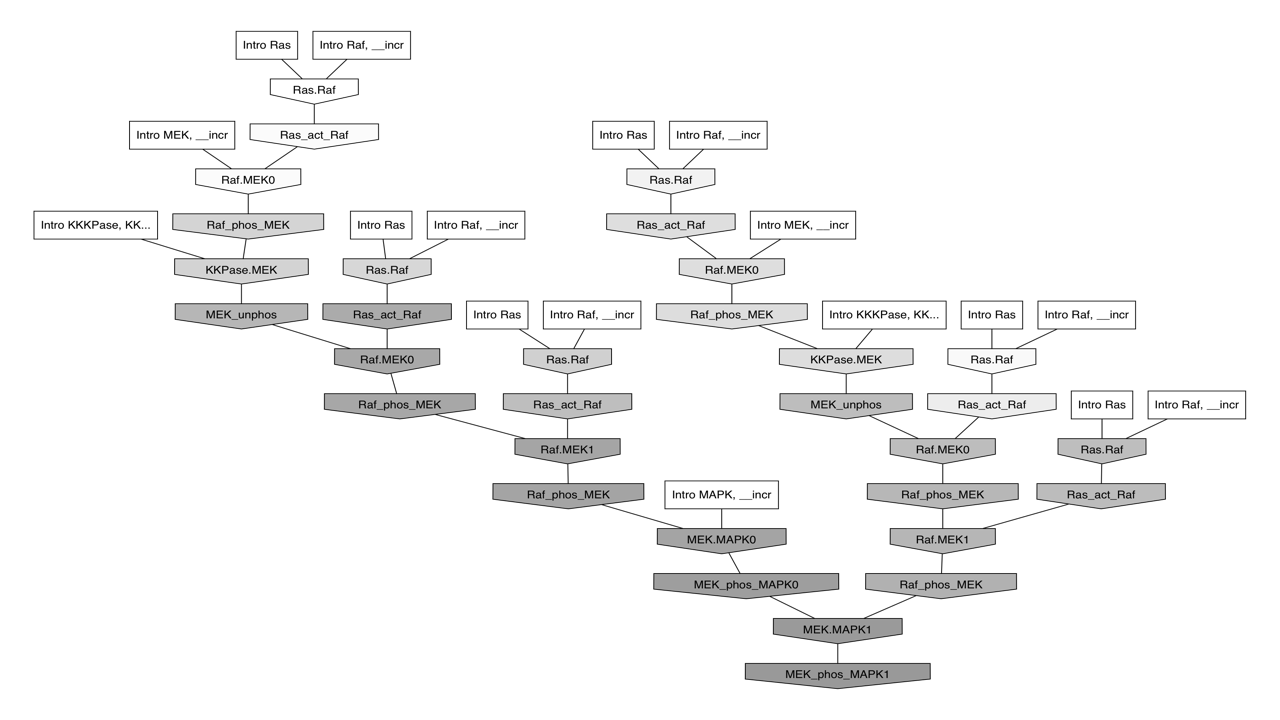 Intro Ras
Intro Raf, __incr
Ras.Raf
Intro MEK, __incr
Ras_act_Raf
Intro Ras
Intro Raf, __incr
Raf.MEK0
Ras.Raf
Intro KKKPase, KK...
Raf_phos_MEK
Intro Ras
Intro Raf, __incr
Ras_act_Raf
Intro MEK, __incr
KKPase.MEK
Ras.Raf
Raf.MEK0
MEK_unphos
Ras_act_Raf
Intro Ras
Intro Raf, __incr
Raf_phos_MEK
Intro KKKPase, KK...
Intro Ras
Intro Raf, __incr
Raf.MEK0
Ras.Raf
KKPase.MEK
Ras.Raf
Raf_phos_MEK
Ras_act_Raf
MEK_unphos
Ras_act_Raf
Intro Ras
Intro Raf, __incr
Raf.MEK1
Raf.MEK0
Ras.Raf
Raf_phos_MEK
Intro MAPK, __incr
Raf_phos_MEK
Ras_act_Raf
MEK.MAPK0
Raf.MEK1
MEK_phos_MAPK0
Raf_phos_MEK
MEK.MAPK1
MEK_phos_MAPK1